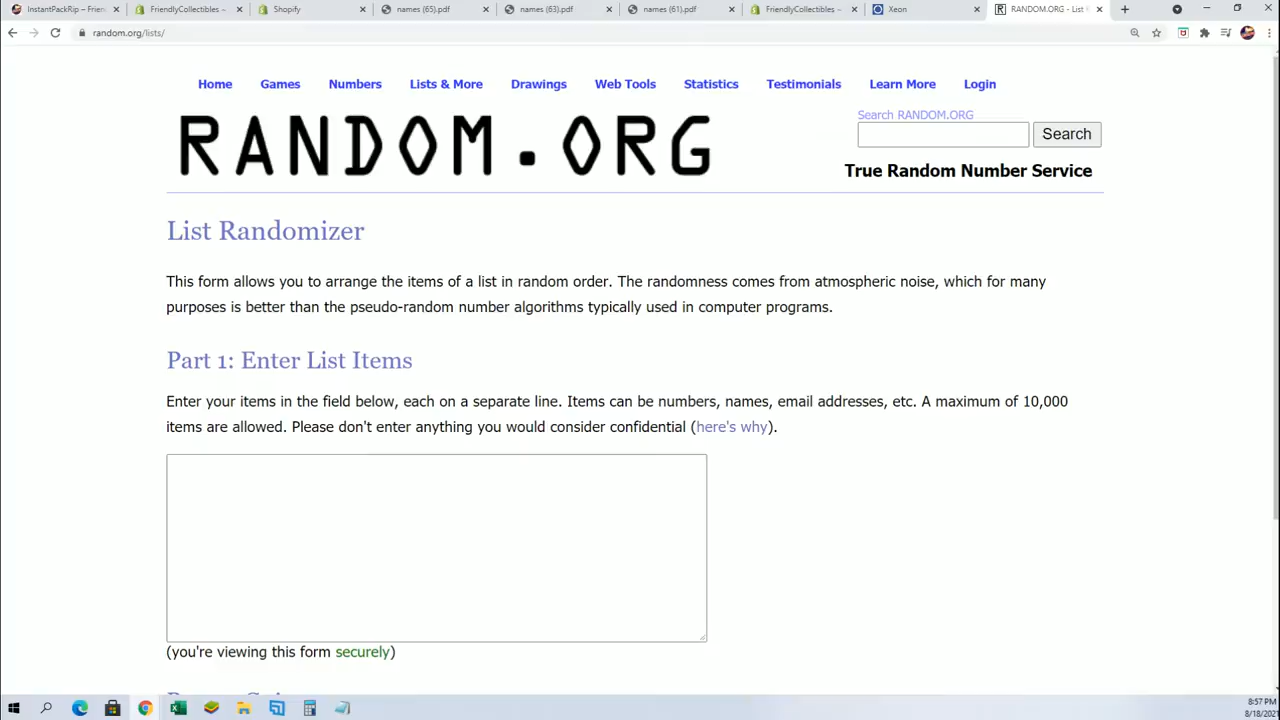 InstantPackRip – Frien
FriendlyCollectibles ~
Shopify
names (65).pdf
names (63).pdf
names (61).pdf
FriendlyCollectibles ~
Xeon
RANDOM.ORG - List
random.org/lists/
Home Games Numbers Lists & More Drawings Web Tools Statistics Testimonials Learn More Login
Search RANDOM.ORG
RANDOM.ORG
Search
True Random Number Service
List Randomizer
This form allows you to arrange the items of a list in random order. The randomness comes from atmospheric noise, which for many
purposes is better than the pseudo-random number algorithms typically used in computer programs.
Part 1: Enter List Items
Enter your items in the field below, each on a separate line. Items can be numbers, names, email addresses, etc. A maximum of 10,000
items are allowed. Please don't enter anything you would consider confidential (here's why).
(you're viewing this form securely)
8:57 PM